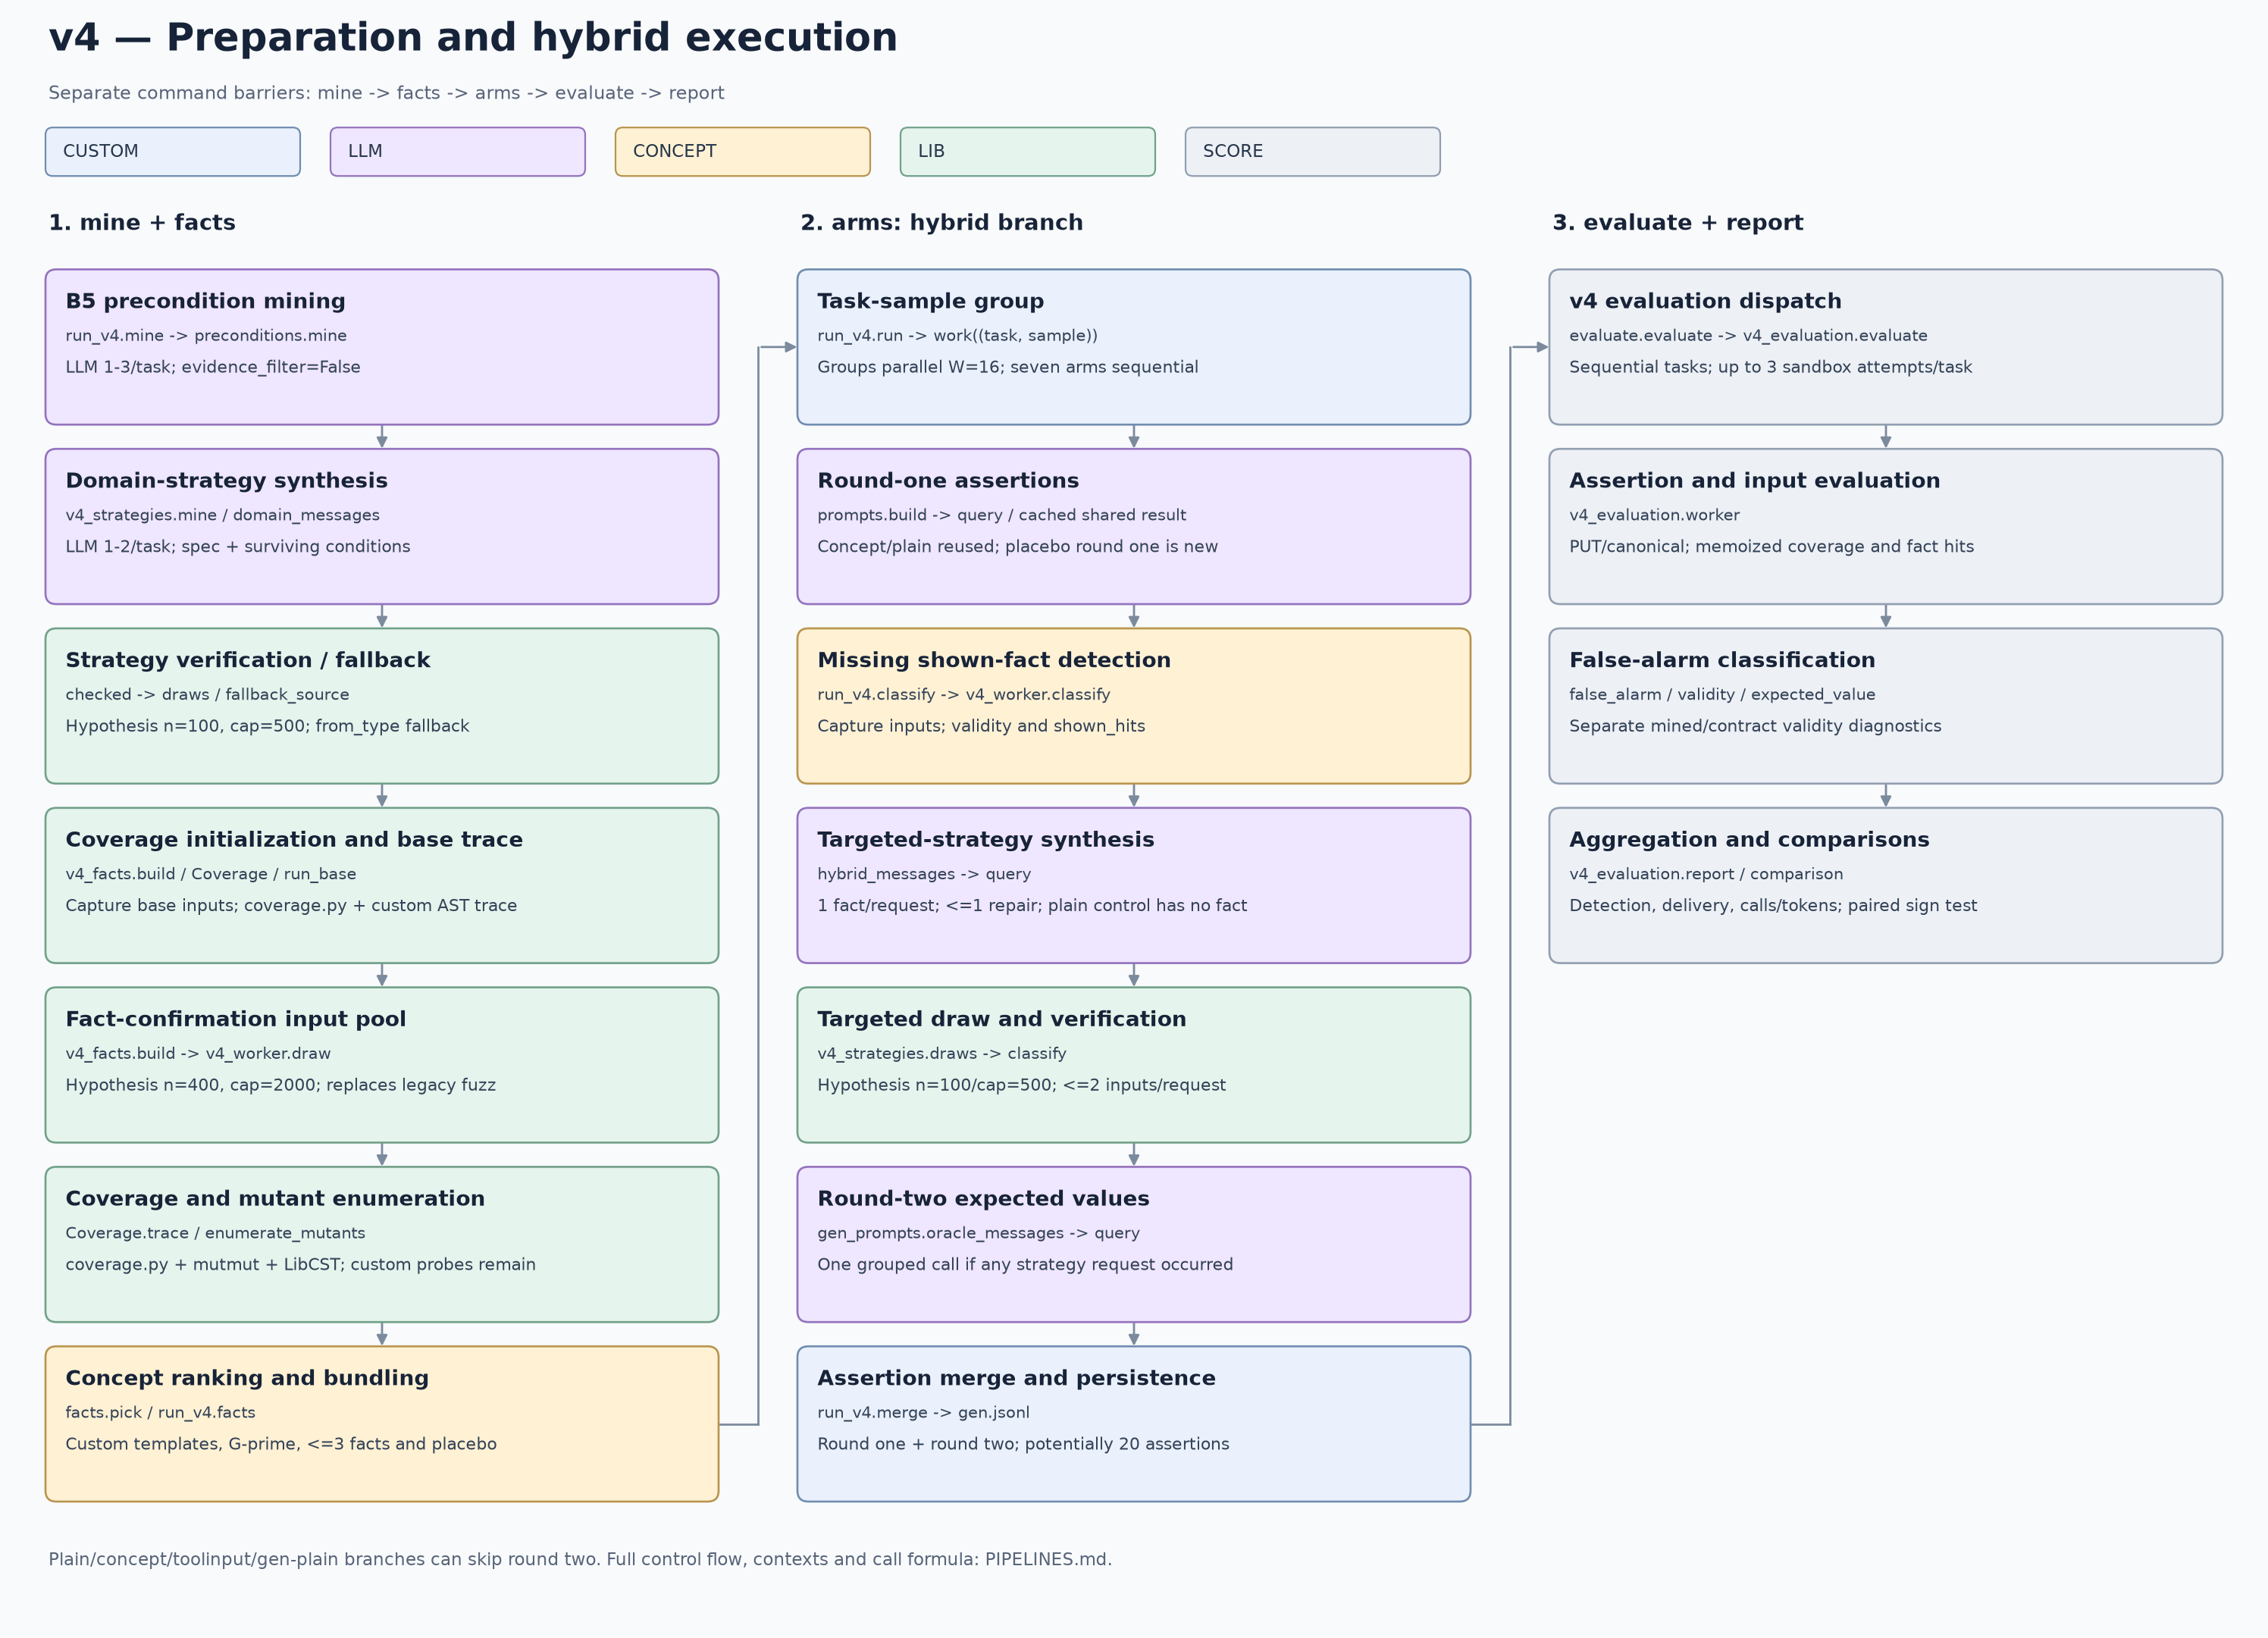 v4 — Preparation and hybrid execution
Separate command barriers: mine -> facts -> arms -> evaluate -> report
CUSTOM
LLM
CONCEPT
LIB
SCORE
1. mine + facts
B5 precondition mining
run_v4.mine -> preconditions.mine
LLM 1-3/task; evidence_filter=False
Domain-strategy synthesis
v4_strategies.mine / domain_messages
LLM 1-2/task; spec + surviving conditions
Strategy verification / fallback
checked -> draws / fallback_source
Hypothesis n=100, cap=500; from_type fallback
Coverage initialization and base trace
v4_facts.build / Coverage / run_base
Capture base inputs; coverage.py + custom AST trace
Fact-confirmation input pool
v4_facts.build -> v4_worker.draw
Hypothesis n=400, cap=2000; replaces legacy fuzz
Coverage and mutant enumeration
Coverage.trace / enumerate_mutants
coverage.py + mutmut + LibCST; custom probes remain
Concept ranking and bundling
facts.pick / run_v4.facts
Custom templates, G-prime, <=3 facts and placebo
2. arms: hybrid branch
Task-sample group
run_v4.run -> work((task, sample))
Groups parallel W=16; seven arms sequential
Round-one assertions
prompts.build -> query / cached shared result
Concept/plain reused; placebo round one is new
Missing shown-fact detection
run_v4.classify -> v4_worker.classify
Capture inputs; validity and shown_hits
Targeted-strategy synthesis
hybrid_messages -> query
1 fact/request; <=1 repair; plain control has no fact
Targeted draw and verification
v4_strategies.draws -> classify
Hypothesis n=100/cap=500; <=2 inputs/request
Round-two expected values
gen_prompts.oracle_messages -> query
One grouped call if any strategy request occurred
Assertion merge and persistence
run_v4.merge -> gen.jsonl
Round one + round two; potentially 20 assertions
3. evaluate + report
v4 evaluation dispatch
evaluate.evaluate -> v4_evaluation.evaluate
Sequential tasks; up to 3 sandbox attempts/task
Assertion and input evaluation
v4_evaluation.worker
PUT/canonical; memoized coverage and fact hits
False-alarm classification
false_alarm / validity / expected_value
Separate mined/contract validity diagnostics
Aggregation and comparisons
v4_evaluation.report / comparison
Detection, delivery, calls/tokens; paired sign test
Plain/concept/toolinput/gen-plain branches can skip round two. Full control flow, contexts and call formula: PIPELINES.md.